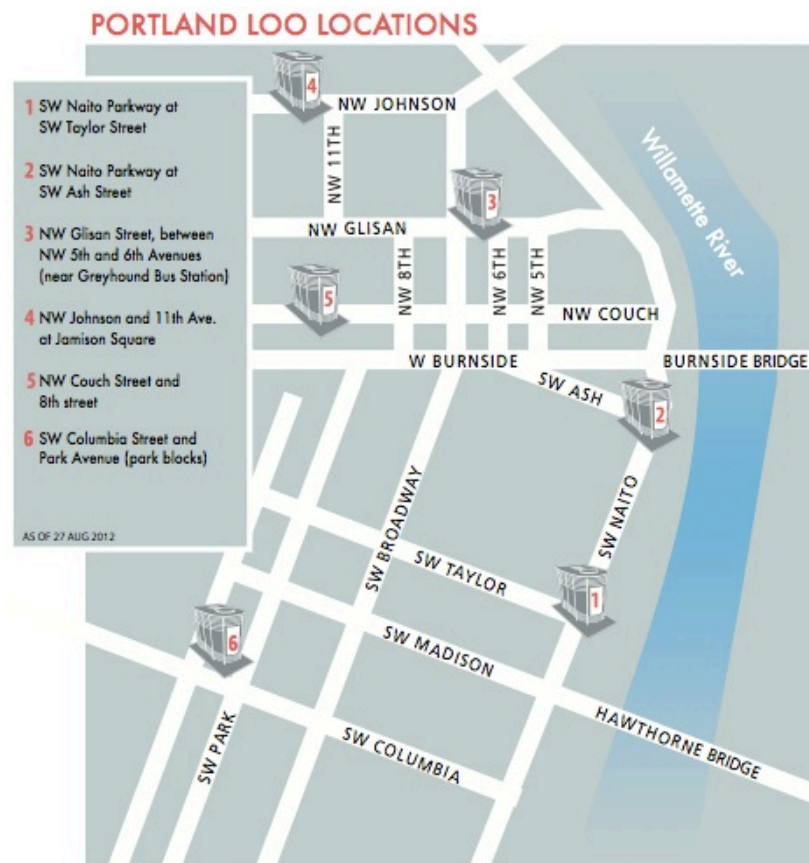 PORTLAND LOO LOCATIONS
1 SW Naito Parkway at
SW Taylor Street
2 SW Naito Parkway at
SW Ash Street
3 NW Glisan Street, between
NW 5th and 6th Avenues
(near Greyhound Bus Station)
4 NW Johnson and 11th Ave.
at Jamison Square
5 NW Couch Street and
8th street
6 SW Columbia Street and
Park Avenue (park blocks)
AS OF 27 AUG 2012
4
NW JOHNSON
NW 11TH
Willamette River
3
NW GLISAN
NW 8TH
NW 6TH
NW 5TH
5
NW COUCH
W BURNSIDE
BURNSIDE BRIDGE
SW ASH
2
SW BROADWAY
SW NAITO
SW TAYLOR
1
6
SW MADISON
HAWTHORNE BRIDGE
SW PARK
SW COLUMBIA